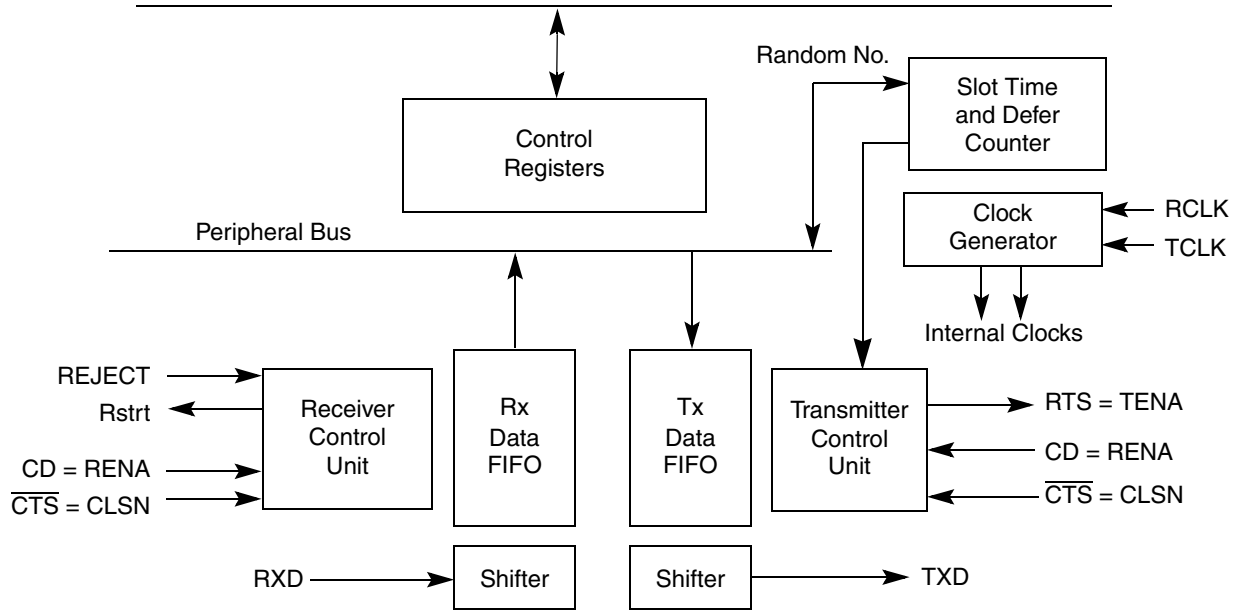 Random No.
Slot Time
and Defer
Counter
Control
Registers
Peripheral Bus
Clock
Generator
RCLK
TCLK
Internal Clocks
REJECT
Rstrt
CD = RENA
C̅T̅S̅ = CLSN
Receiver
Control
Unit
Rx
Data
FIFO
Tx
Data
FIFO
Transmitter
Control
Unit
RTS = TENA
CD = RENA
C̅T̅S̅ = CLSN
RXD
Shifter
Shifter
TXD